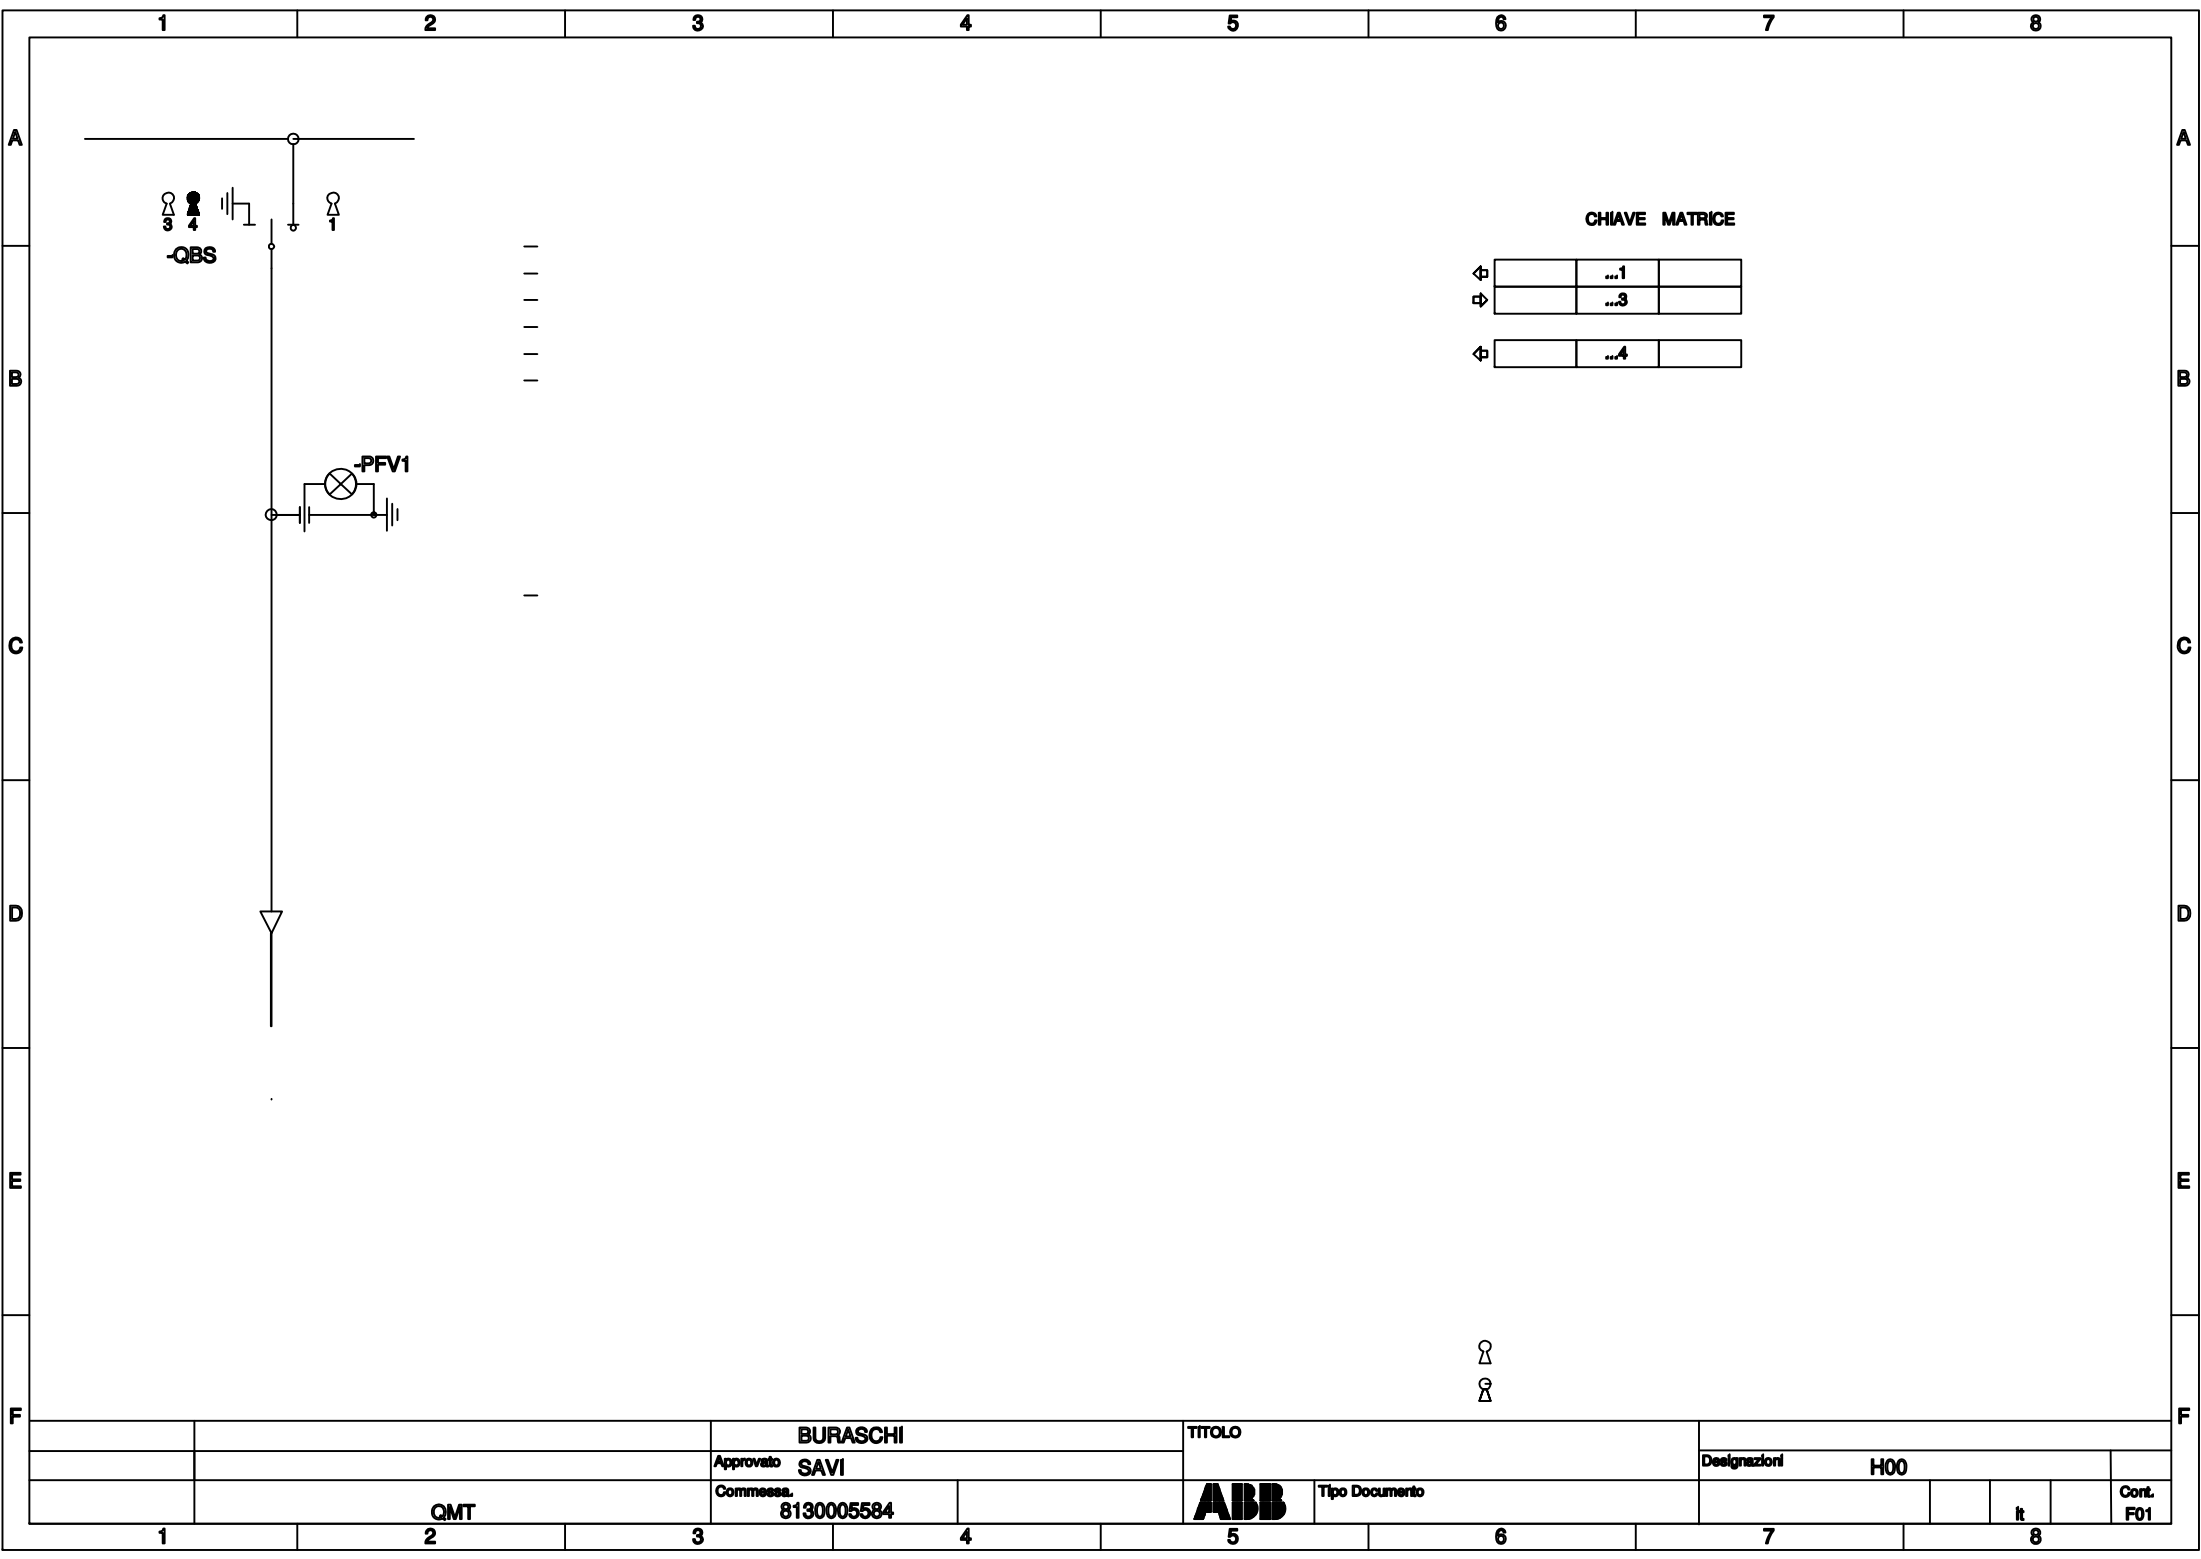 1 2 3 4 5 6 7 8
A A
3 4 1
-QBS
CHIAVE MATRICE
...1
...3
...4
B B
-PFV1
C C
D D
E E
F F
BURASCHI
TITOLO
Approvato SAVI
Designazioni H00
Commessa. 8130005584
QMT
ABB
Tipo Documento
it
Cont. F01
1 2 3 4 5 6 7 8